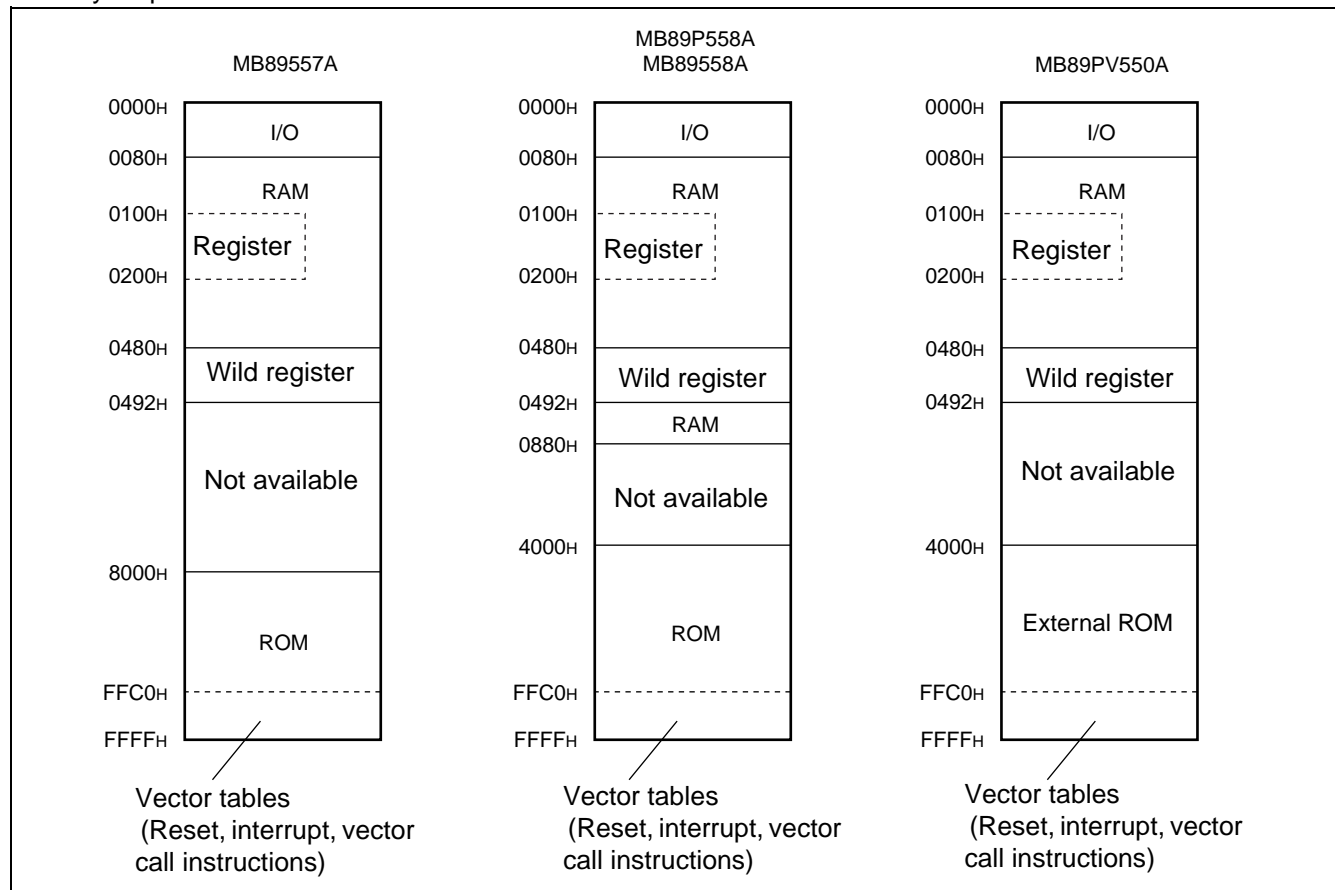 MB89557A
0000H
I/O
0080H
RAM
0100H
Register
0200H
0480H
Wild register
0492H
Not available
8000H
ROM
FFC0H
FFFFH
Vector tables
(Reset, interrupt, vector
call instructions)
MB89P558A
MB89558A
0000H
I/O
0080H
RAM
0100H
Register
0200H
0480H
Wild register
0492H
RAM
0880H
Not available
4000H
ROM
FFC0H
FFFFH
Vector tables
(Reset, interrupt, vector
call instructions)
MB89PV550A
0000H
I/O
0080H
RAM
0100H
Register
0200H
0480H
Wild register
0492H
Not available
4000H
External ROM
FFC0H
FFFFH
Vector tables
(Reset, interrupt, vector
call instructions)